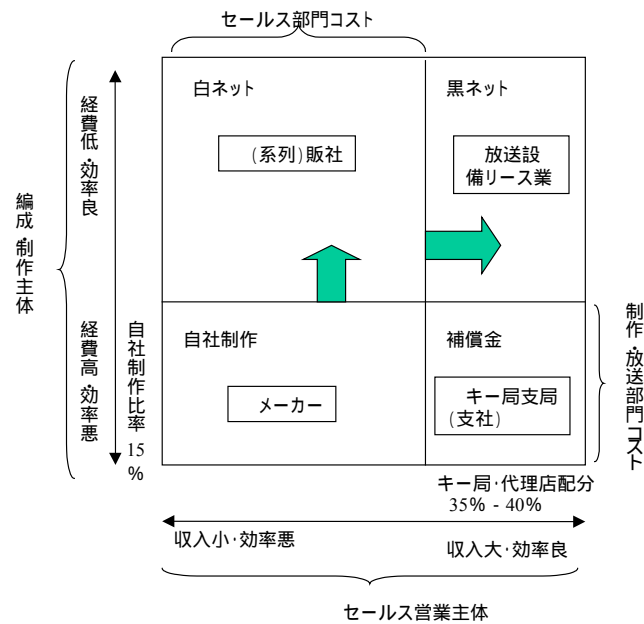 セールス部門コスト
白ネット
黒ネット
(系列)販社
放送設
備リース業
経費低・効率良
編成・制作主体
経費高・効率悪
自社制作比率 15%
自社制作
補償金
メーカー
キー局支局
(支社)
制作・放送部門コスト
キー局・代理店配分
35% - 40%
収入小・効率悪
収入大・効率良
セールス営業主体